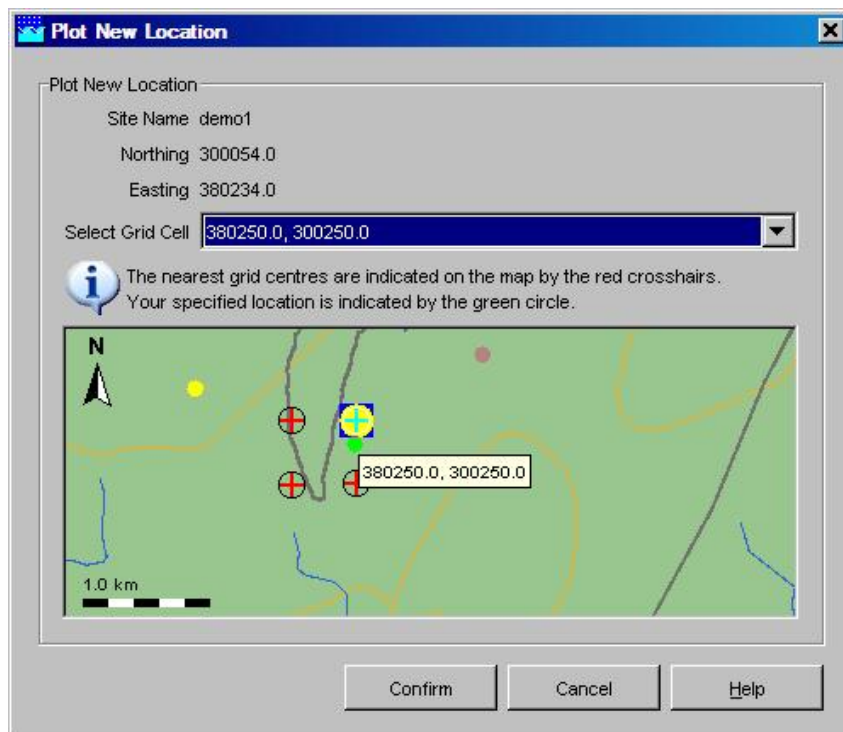 Plot New Location
Plot New Location
Site Name demo1
Northing 300054.0
Easting 380234.0
Select Grid Cell 380250.0, 300250.0
The nearest grid centres are indicated on the map by the red crosshairs.
Your specified location is indicated by the green circle.
N
380250.0, 300250.0
1.0 km
Confirm Cancel Help